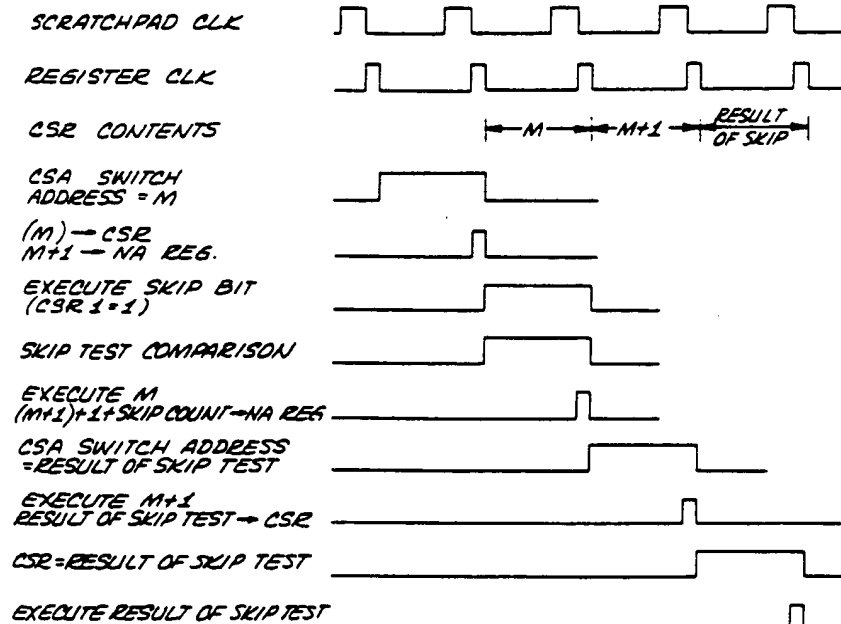 SCRATCHPAD CLK
REGISTER CLK
CSR CONTENTS
M
M+1
RESULT
OF SKIP
CSA SWITCH
ADDRESS = M
(M) → CSR
M+1 → NA REG.
EXECUTE SKIP BIT
(CSR 1 = 1)
SKIP TEST COMPARISON
EXECUTE M
(M+1)+1+SKIP COUNT→NA REG
CSA SWITCH ADDRESS
=RESULT OF SKIP TEST
EXECUTE M+1
RESULT OF SKIP TEST → CSR
CSR=RESULT OF SKIP TEST
EXECUTE RESULT OF SKIP TEST